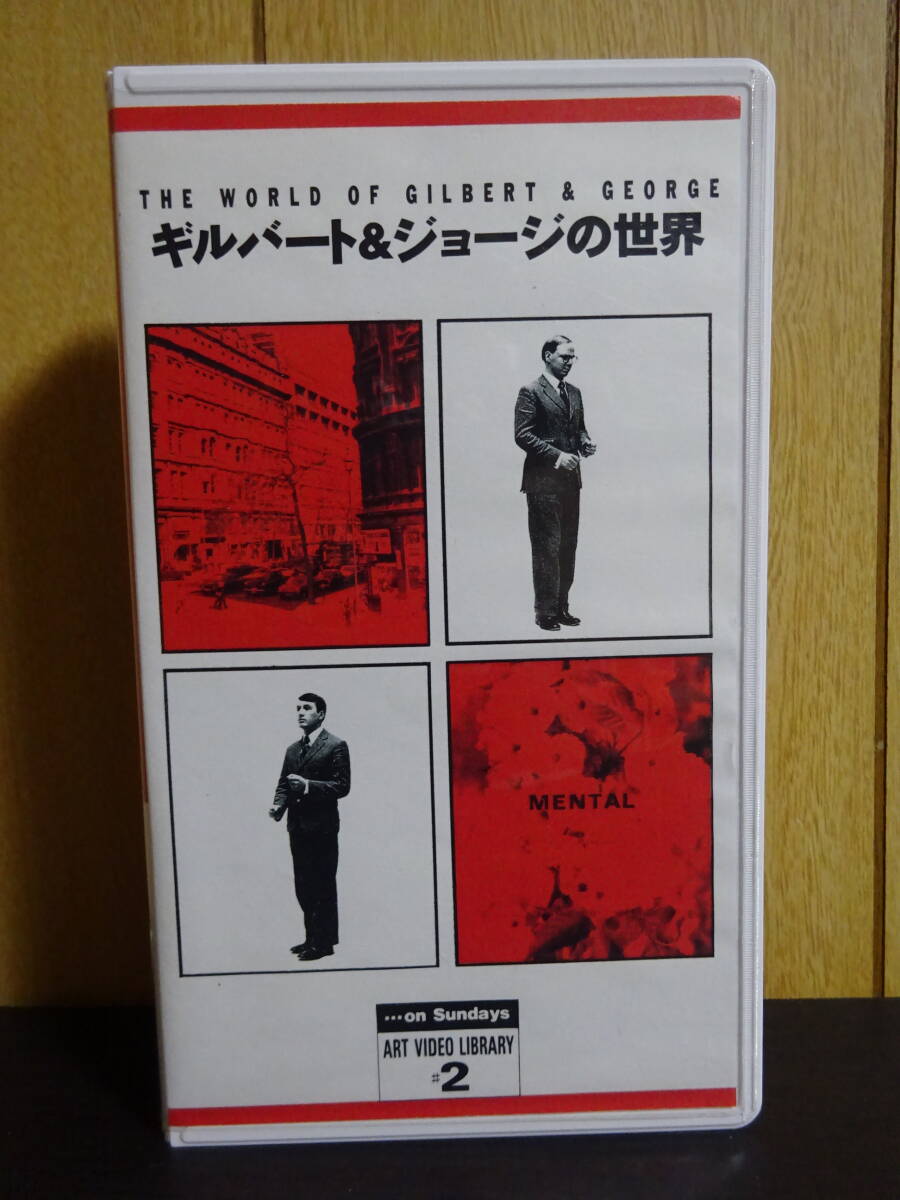 THE WORLD OF GILBERT & GEORGE
ギルバート&ジョージの世界
MENTAL
...on Sundays
ART VIDEO LIBRARY
#2